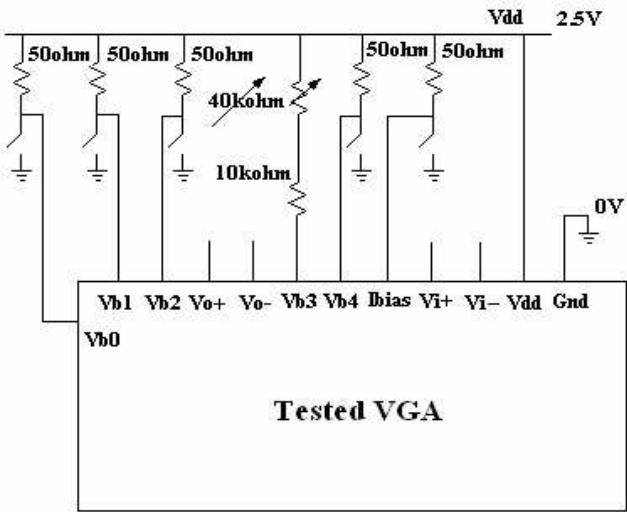 Vdd 2.5V
50ohm 50ohm 50ohm 50ohm 50ohm
40kohm
10kohm
0V
Vb1 Vb2 Vo+ Vo- Vb3 Vb4 Ibias Vi+ Vi- Vdd Gnd
Vb0
Tested VGA